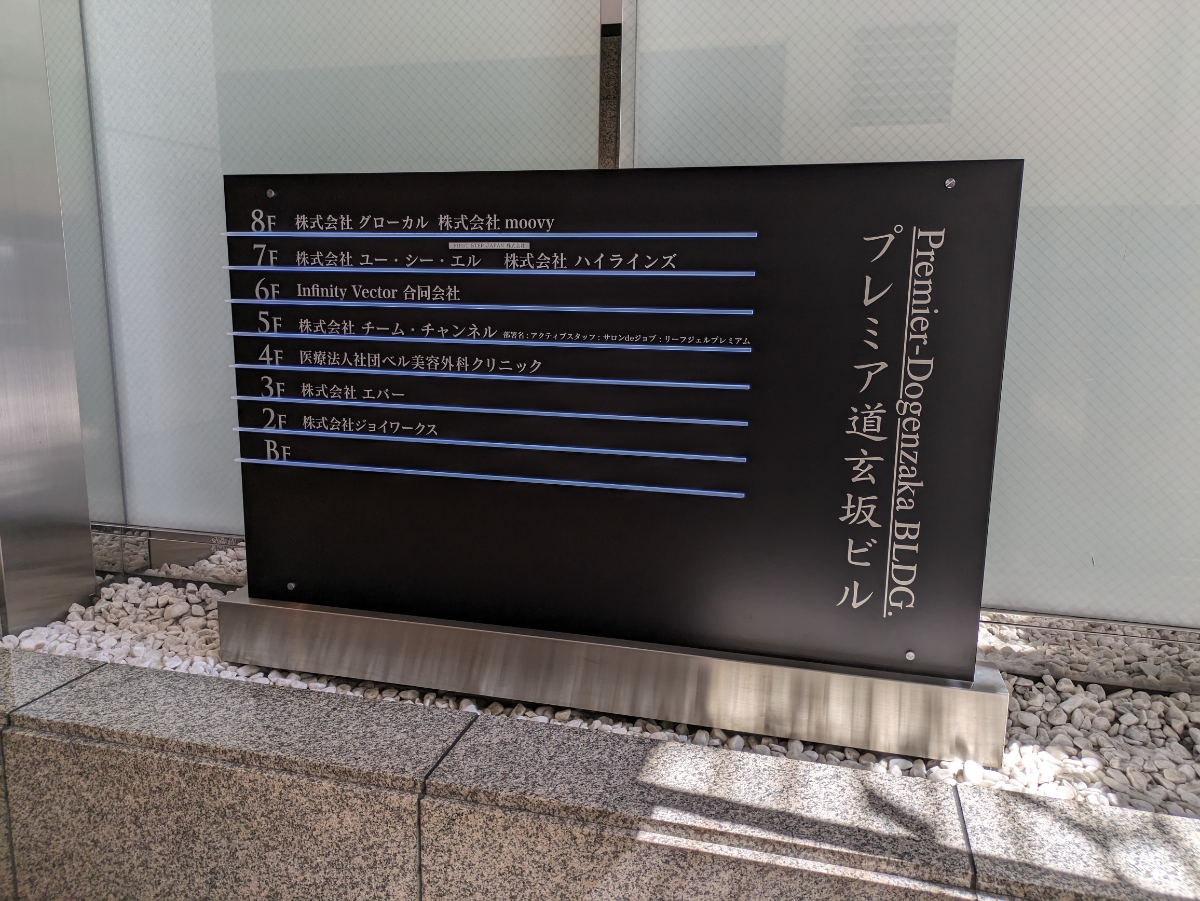 8F 株式会社 グローカル 株式会社 moovy
FIRST STEP JAPAN 株式会社
7F 株式会社 ユー・シー・エル 株式会社 ハイラインズ
6F Infinity Vector 合同会社
5F 株式会社 チーム・チャンネル 部署名:アクティブスタッフ:サロンdeジョブ:リーフジェルプレミアム
4F 医療法人社団ベル美容外科クリニック
3F 株式会社 エバー
2F 株式会社ジョイワークス
BF
Premier-Dogenzaka BLDG.
プレミア道玄坂ビル